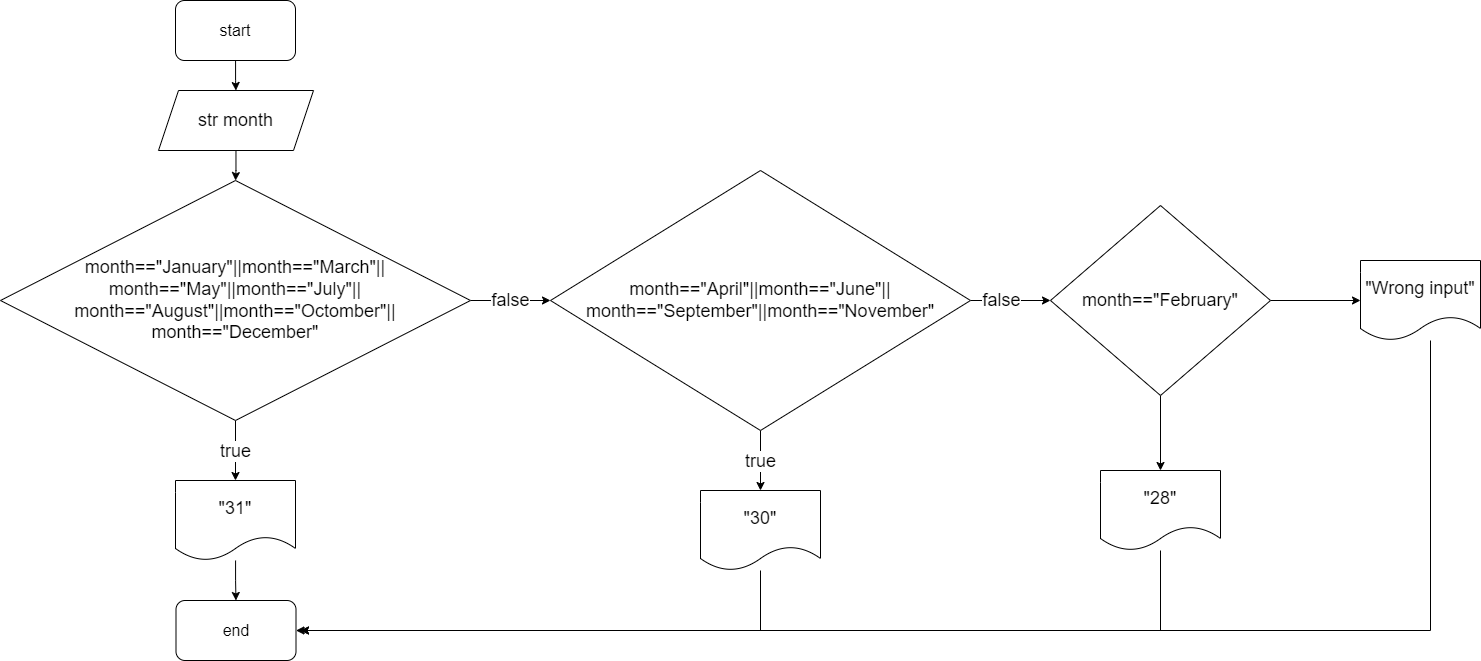 start
str month
month=="January"||month=="March"||
month=="May"||month=="July"||
month=="August"||month=="Octomber"||
month=="December"
false
month=="April"||month=="June"||
month=="September"||month=="November"
false
month=="February"
"Wrong input"
true
"31"
true
"30"
"28"
end